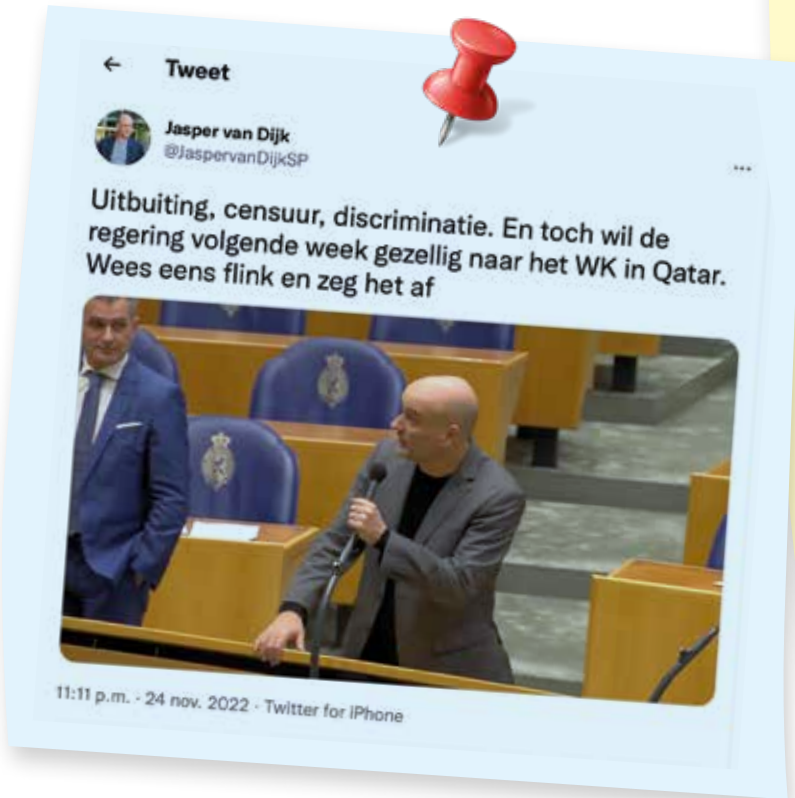 Tweet
Jasper van Dijk
@JaspervanDijkSP
Uitbuiting, censuur, discriminatie. En toch wil de
regering volgende week gezellig naar het WK in Qatar.
Wees eens flink en zeg het af
11:11 p.m. · 24 nov. 2022 · Twitter for iPhone